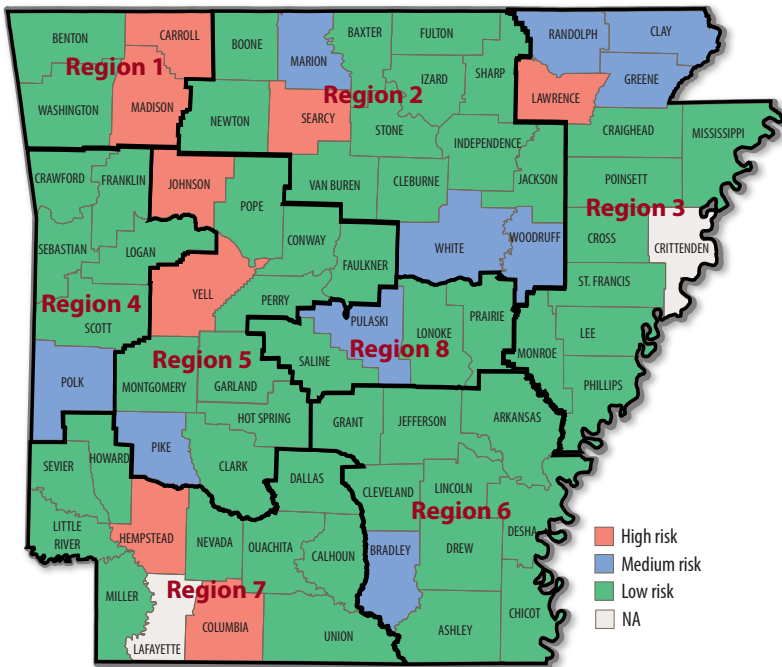 BENTON
CARROLL
BOONE
MARION
BAXTER
FULTON
RANDOLPH
CLAY
Region 1
IZARD
SHARP
GREENE
Region 2
LAWRENCE
WASHINGTON
MADISON
NEWTON
SEARCY
STONE
INDEPENDENCE
CRAIGHEAD
MISSISSIPPI
CRAWFORD
FRANKLIN
JOHNSON
POPE
VAN BUREN
CLEBURNE
JACKSON
POINSETT
Region 3
SEBASTIAN
LOGAN
CONWAY
FAULKNER
WHITE
WOODRUFF
CROSS
CRITTENDEN
YELL
PERRY
ST. FRANCIS
Region 4
SCOTT
PULASKI
LONOKE
PRAIRIE
LEE
Region 8
SALINE
MONROE
Region 5
POLK
MONTGOMERY
GARLAND
PHILLIPS
HOT SPRING
GRANT
JEFFERSON
ARKANSAS
PIKE
CLARK
SEVIER
HOWARD
DALLAS
CLEVELAND
LINCOLN
Region 6
LITTLE
RIVER
HEMPSTEAD
NEVADA
OUACHITA
CALHOUN
BRADLEY
DREW
DESHA
Region 7
MILLER
LAFAYETTE
COLUMBIA
UNION
ASHLEY
CHICOT
High risk
Medium risk
Low risk
NA